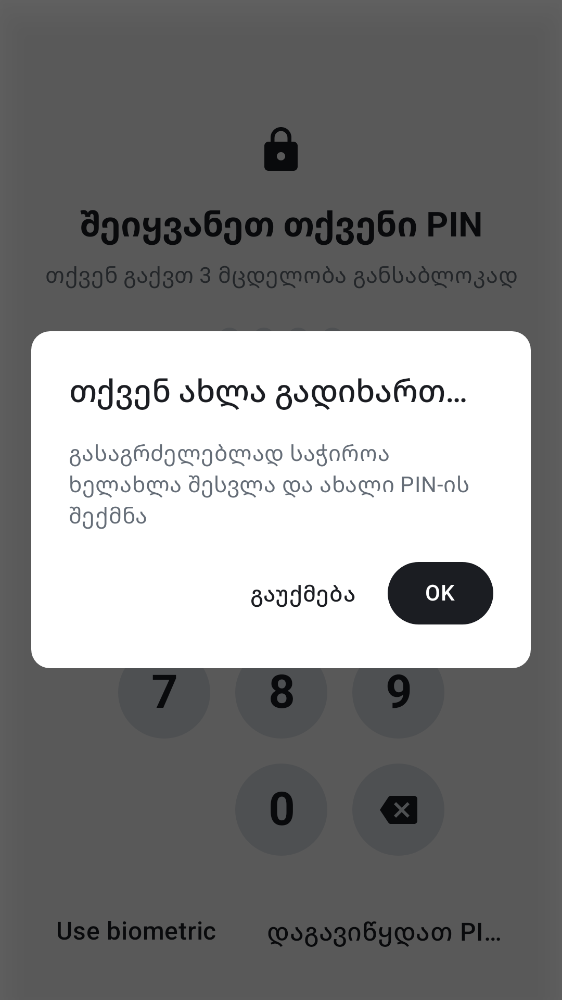 შეიყვანეთ თქვენი PIN
თქვენ გაქვთ 3 მცდელობა განსაბლოკად
თქვენ ახლა გადიხართ...
გასაგრძელებლად საჭიროა
ხელახლა შესვლა და ახალი PIN-ის
შექმნა
გაუქმება
OK
7
8
9
0
Use biometric
დაგავიწყდათ PI...